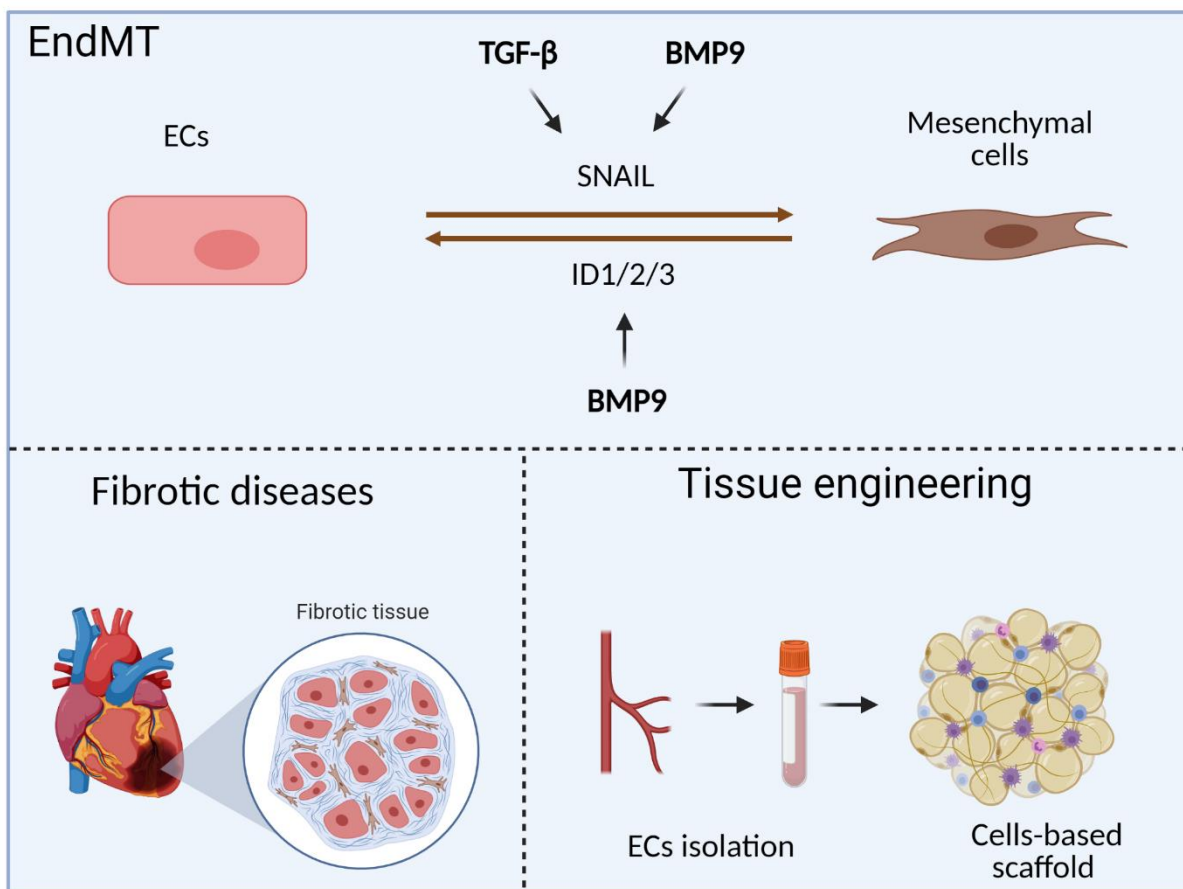 EndMT
TGF-β
BMP9
ECs
Mesenchymal
cells
SNAIL
ID1/2/3
BMP9
Fibrotic diseases
Fibrotic tissue
Tissue engineering
ECs isolation
Cells-based
scaffold